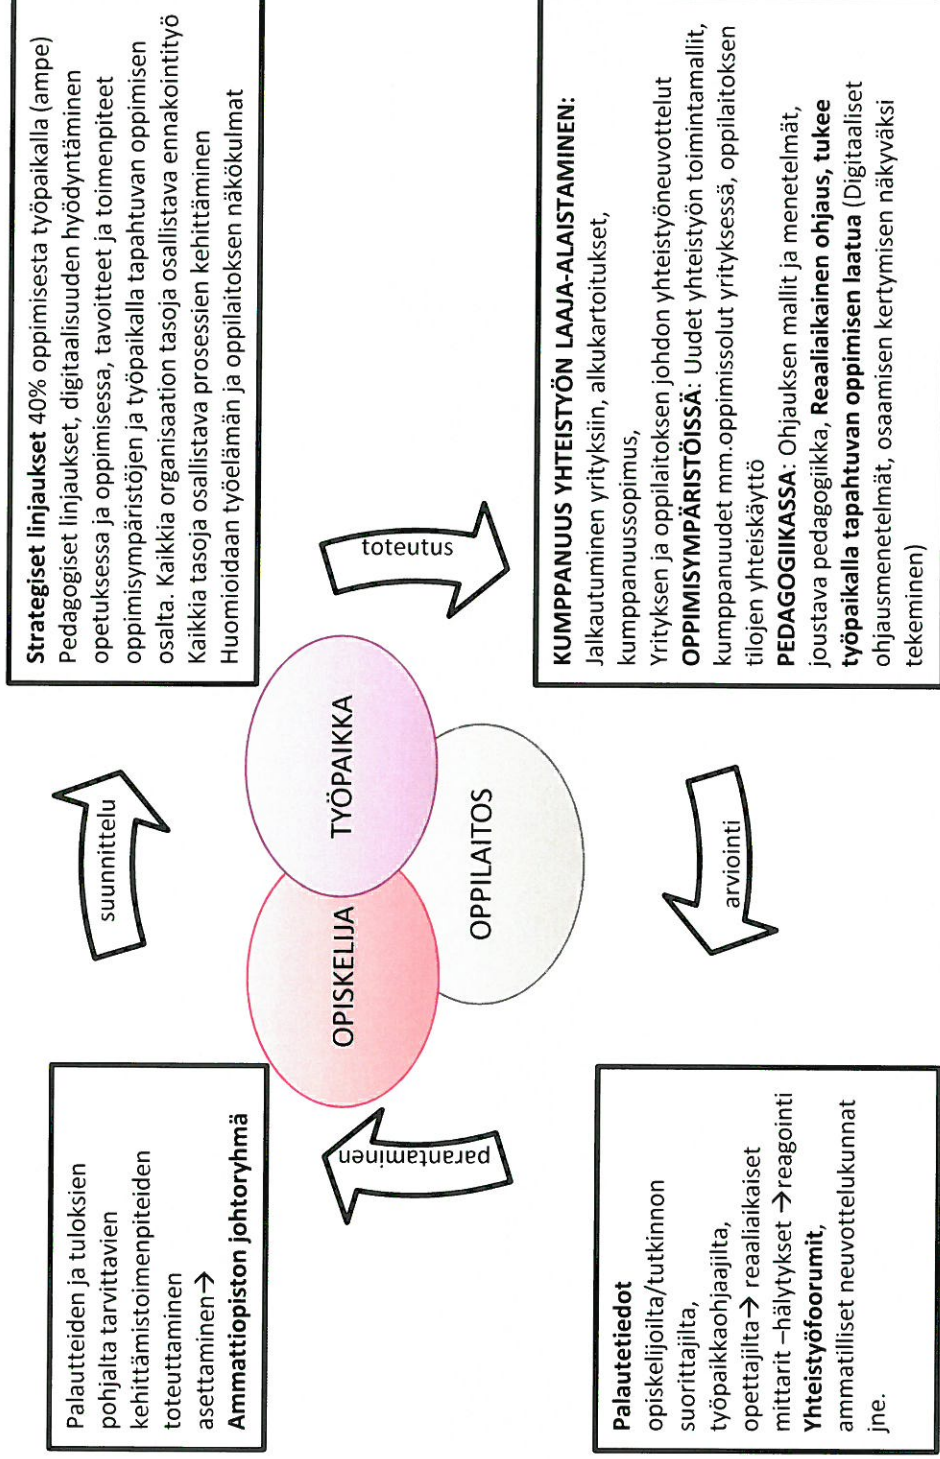 Palautteiden ja tuloksien
pohjalta tarvittavien
kehittämistoimenpiteiden
toteuttaminen
asettaminen→
Ammattiopiston johtoryhmä
suunnittelu
Strategiset linjaukset 40% oppimisesta työpaikalla (ampe)
Pedagogiset linjaukset, digitaalisuuden hyödyntäminen
opetuksessa ja oppimisessa, tavoitteet ja toimenpiteet
oppimisympäristöjen ja työpaikalla tapahtuvan oppimisen
osalta. Kaikkia organisaation tasoja osallistava ennakointityö
Kaikkia tasoja osallistava prosessien kehittäminen
Huomioidaan työelämän ja oppilaitoksen näkökulmat
toteutus
OPISKELIJA
TYÖPAIKKA
OPPILAITOS
parantaminen
Palautetiedot
opiskelijoilta/tutkinnon
suorittajilta,
työpaikkaohjaajilta,
opettajilta→ reaaliaikaiset
mittarit –hälytykset →reagointi
Yhteistyöfoorumit,
ammatilliset neuvottelukunnat
jne.
arviointi
KUMPPANUUS YHTEISTYÖN LAAJA-ALAISTAMINEN:
Jalkautuminen yrityksiin, alkukartoitukset,
kumppanuussopimus,
Yrityksen ja oppilaitoksen johdon yhteistyöneuvottelut
OPPIMISYMPÄRISTÖISSÄ: Uudet yhteistyön toimintamallit,
kumppanuudet mm.oppimissolut yrityksessä, oppilaitoksen
tilojen yhteiskäyttö
PEDAGOGIIKASSA: Ohjauksen mallit ja menetelmät,
joustava pedagogiikka, Reaaliaikainen ohjaus, tukee
työpaikalla tapahtuvan oppimisen laatua (Digitaaliset
ohjausmenetelmät, osaamisen kertymisen näkyväksi
tekeminen)